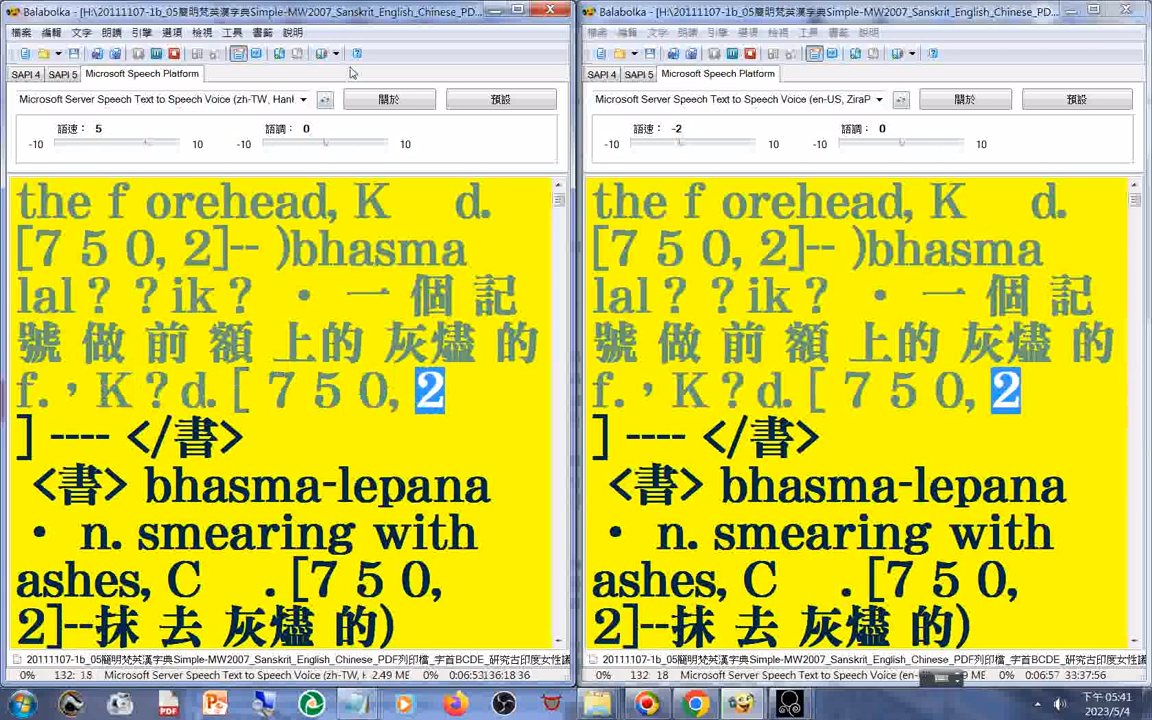 Balabolka - [H:\20111107-1b_05簡明梵英漢字典Simple-MW2007_Sanskrit_English_Chinese_PD...
檔案 編輯 文字 朗讀 引擎 選項 檢視 工具 書籤 說明
SAPI 4 SAPI 5 Microsoft Speech Platform
Microsoft Server Speech Text to Speech Voice (zh-TW, HanH 關於 預設
語速： 5 語調： 0
-10 10 -10 10
the f orehead, K d.
[7 5 0, 2]-- )bhasma
lal？？ik？ ‧ 一 個 記
號 做 前 額 上的 灰燼 的
f.，K？d.[ 7 5 0, 2
] ---- </書>
<書> bhasma-lepana
‧ n. smearing with
ashes, C .[7 5 0,
2]--抹 去 灰燼 的)
20111107-1b_05簡明梵英漢字典Simple-MW2007_Sanskrit_English_Chinese_PDF列印檔_字首BCDE_研究古印度女性議
0% 132: 18 Microsoft Server Speech Text to Speech Voice (zh-TW, H 2.49 ME 0% 0:06:53/136:18:36
Balabolka - [H:\20111107-1b_05簡明梵英漢字典Simple-MW2007_Sanskrit_English_Chinese_PD...
檔案 編輯 文字 朗讀 引擎 選項 檢視 工具 書籤 說明
SAPI 4 SAPI 5 Microsoft Speech Platform
Microsoft Server Speech Text to Speech Voice (en-US, ZiraP 關於 預設
語速： -2 語調： 0
-10 10 -10 10
the f orehead, K d.
[7 5 0, 2]-- )bhasma
lal？？ik？ ‧ 一 個 記
號 做 前 額 上的 灰燼 的
f.，K？d.[ 7 5 0, 2
] ---- </書>
<書> bhasma-lepana
‧ n. smearing with
ashes, C .[7 5 0,
2]--抹 去 灰燼 的)
20111107-1b_05簡明梵英漢字典Simple-MW2007_Sanskrit_English_Chinese_PDF列印檔_字首BCDE_研究古印度女性議
0% 132: 18 Microsoft Server Speech Text to Speech Voice (en-US, Z ME 0% 0:06:57/ 33:37:56
PDF
下午 05:41
2023/5/4